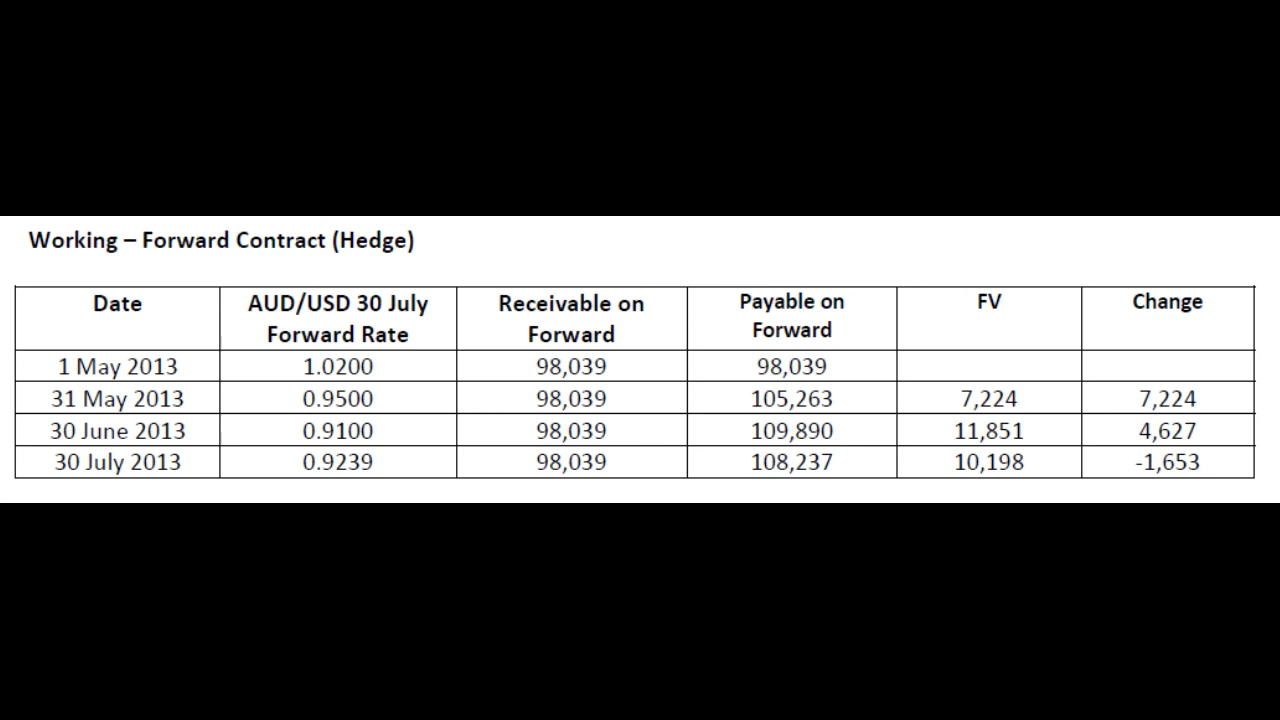 Working – Forward Contract (Hedge)
Date AUD/USD 30 July Forward Rate Receivable on Forward Payable on Forward FV Change
1 May 2013 1.0200 98,039 98,039
31 May 2013 0.9500 98,039 105,263 7,224 7,224
30 June 2013 0.9100 98,039 109,890 11,851 4,627
30 July 2013 0.9239 98,039 108,237 10,198 -1,653